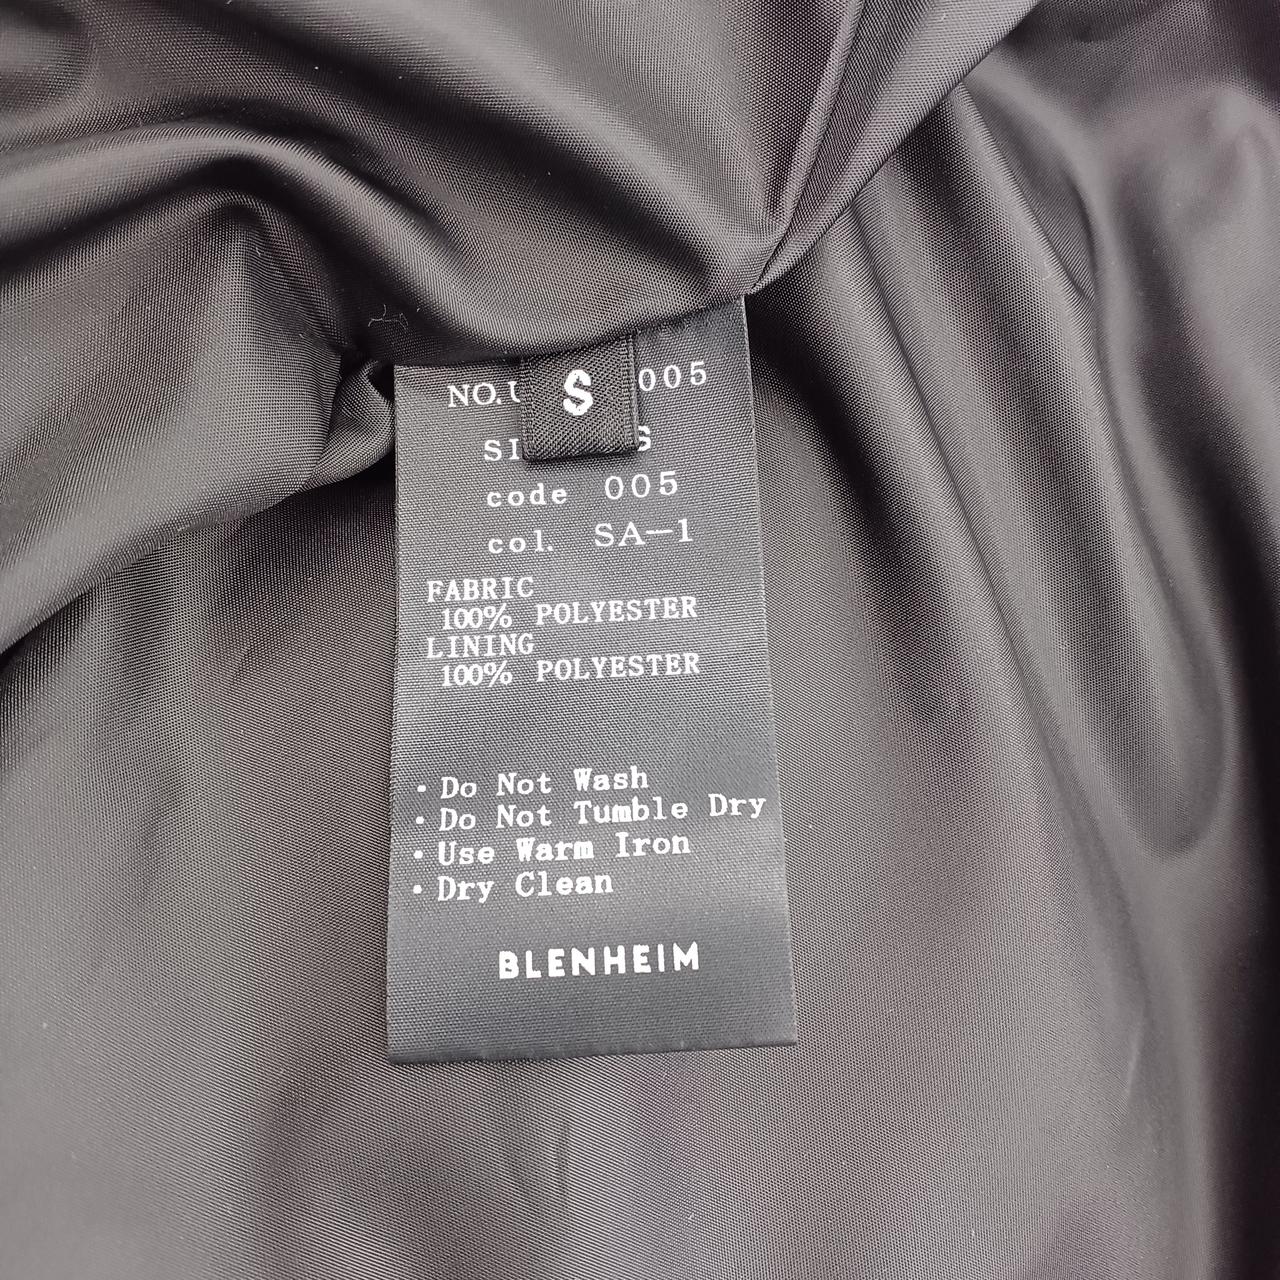 NO. 005
S
S
code 005
col. SA-1
FABRIC
100% POLYESTER
LINING
100% POLYESTER
• Do Not Wash
• Do Not Tumble Dry
• Use Warm Iron
• Dry Clean
BLENHEIM